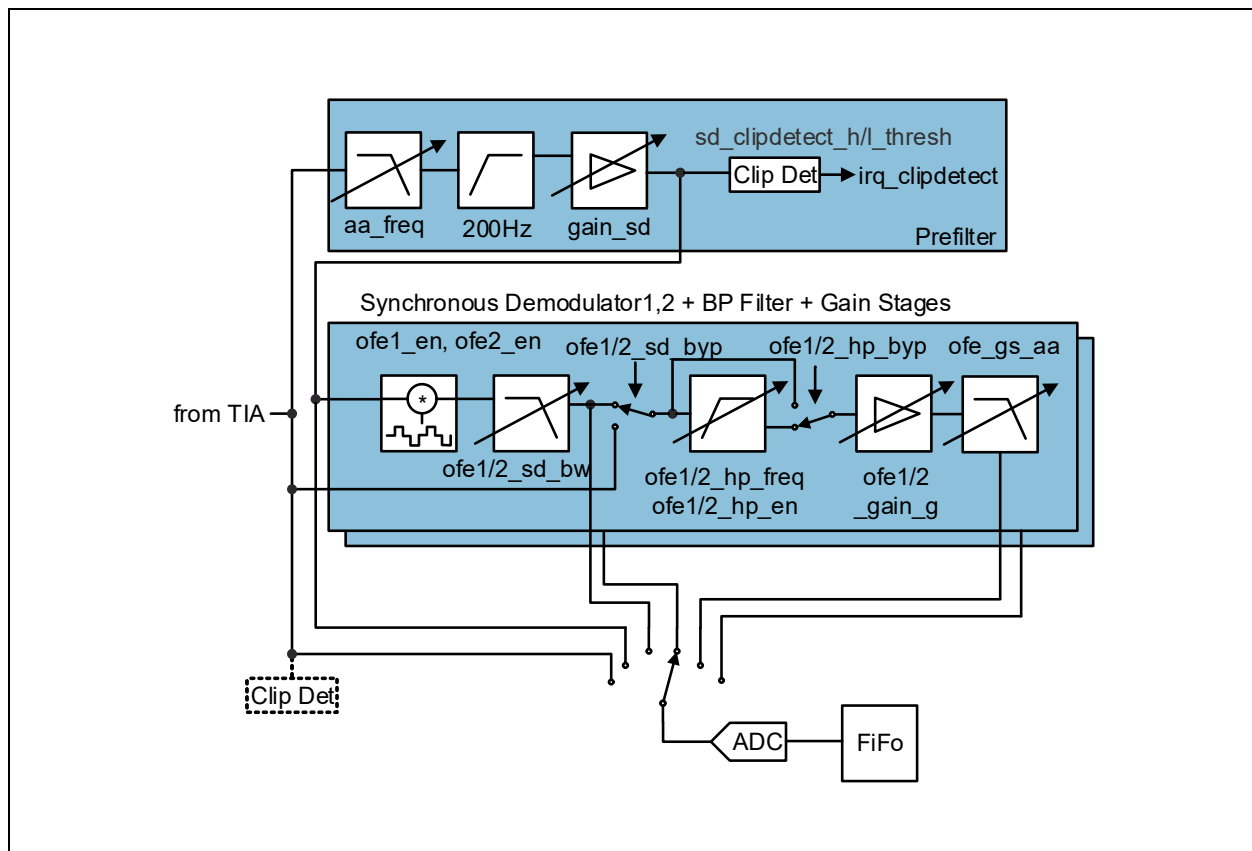 sd_clipdetect_h/l_thresh
Clip Det
irq_clipdetect
aa_freq
200Hz
gain_sd
Prefilter
Synchronous Demodulator1,2 + BP Filter + Gain Stages
ofe1_en, ofe2_en
ofe1/2_sd_byp
ofe1/2_hp_byp
ofe_gs_aa
from TIA
*
ofe1/2_sd_bw
ofe1/2_hp_freq
ofe1/2_hp_en
ofe1/2
_gain_g
Clip Det
ADC
FiFo